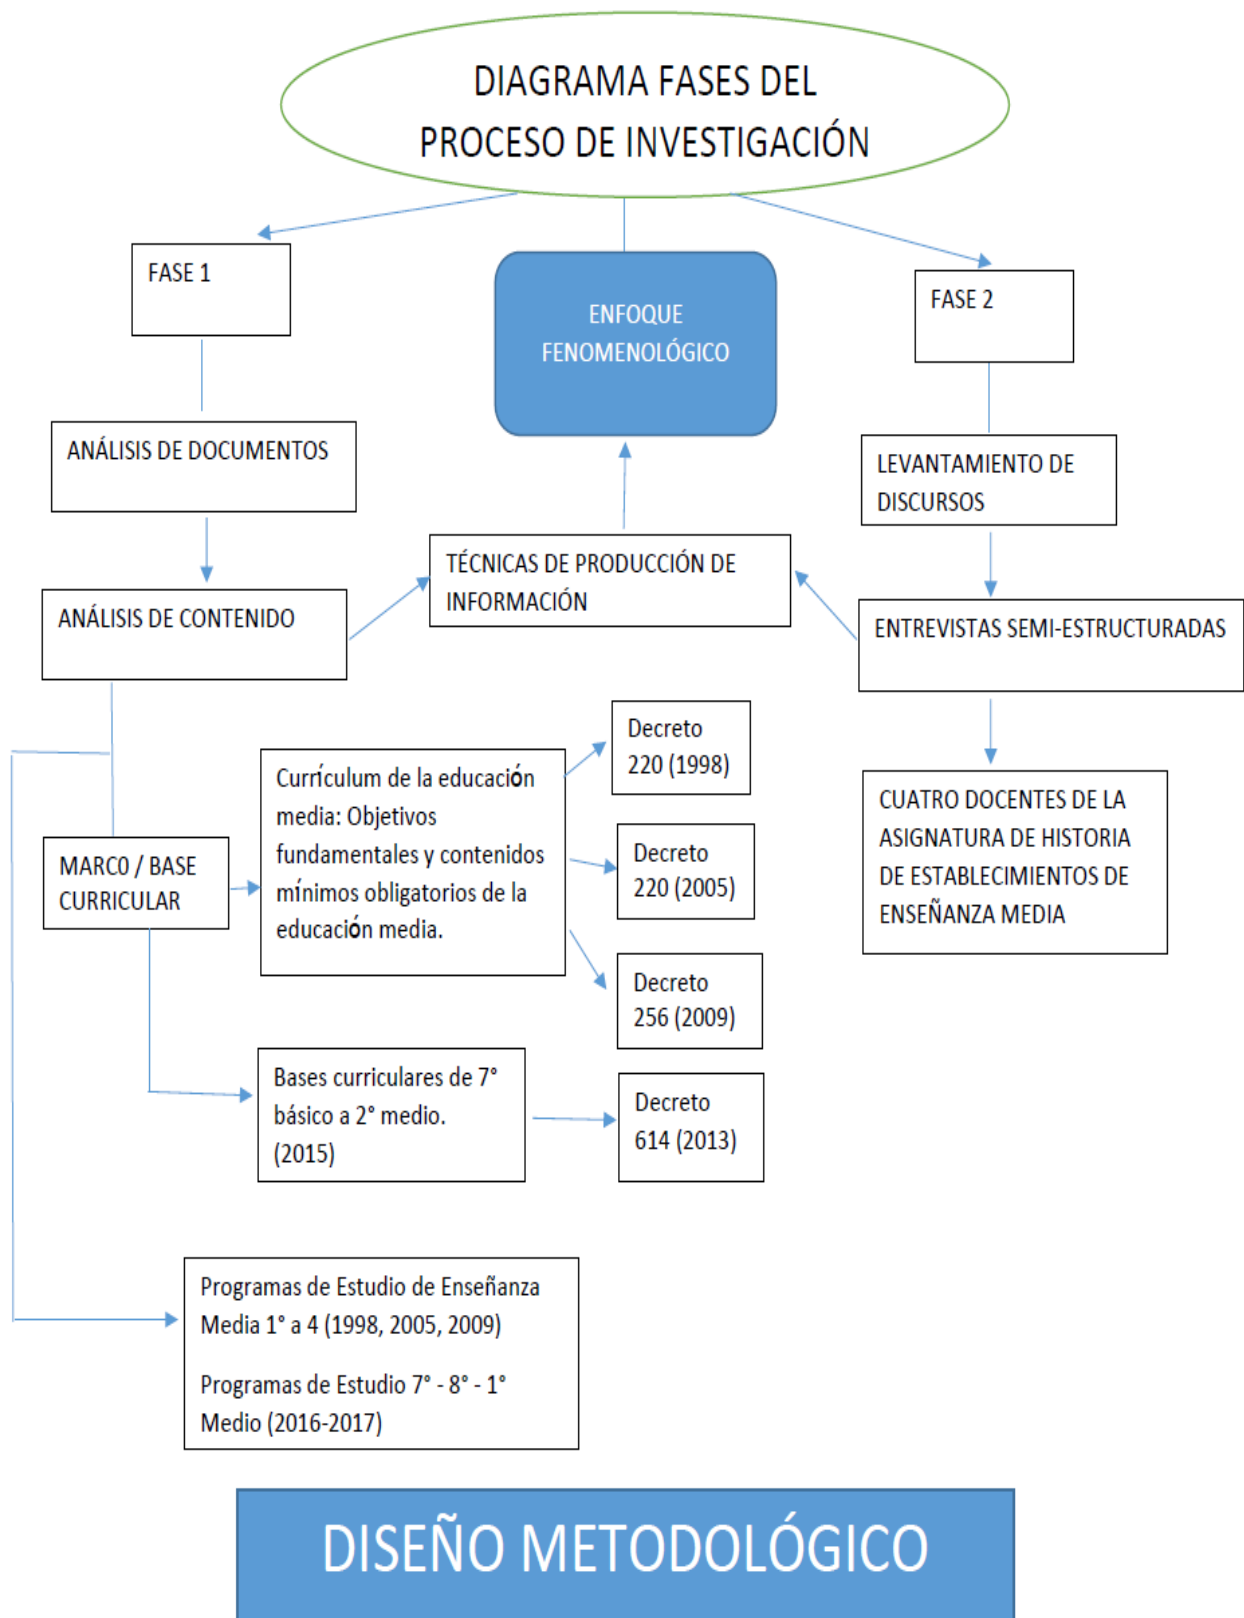 DIAGRAMA FASES DEL
PROCESO DE INVESTIGACIÓN
FASE 1
ENFOQUE
FENOMENOLÓGICO
FASE 2
ANÁLISIS DE DOCUMENTOS
LEVANTAMIENTO DE
DISCURSOS
TÉCNICAS DE PRODUCCIÓN DE
INFORMACIÓN
ANÁLISIS DE CONTENIDO
ENTREVISTAS SEMI-ESTRUCTURADAS
Decreto
220 (1998)
Currículum de la educación
media: Objetivos
fundamentales y contenidos
mínimos obligatorios de la
educación media.
CUATRO DOCENTES DE LA
ASIGNATURA DE HISTORIA
DE ESTABLECIMIENTOS DE
ENSEÑANZA MEDIA
MARC0 / BASE
CURRICULAR
Decreto
220 (2005)
Decreto
256 (2009)
Bases curriculares de 7°
básico a 2° medio.
(2015)
Decreto
614 (2013)
Programas de Estudio de Enseñanza
Media 1° a 4 (1998, 2005, 2009)
Programas de Estudio 7° - 8° - 1°
Medio (2016-2017)
DISEÑO METODOLÓGICO